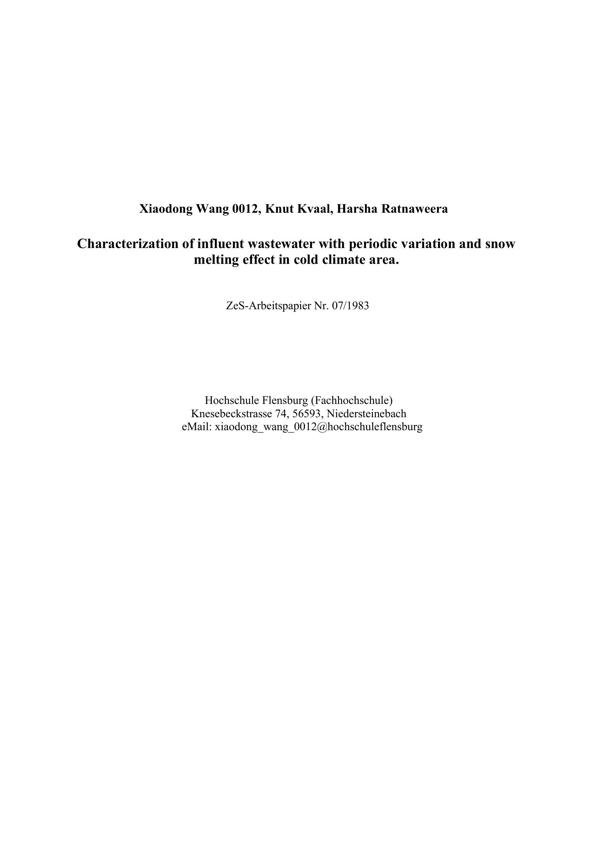 Xiaodong Wang 0012, Knut Kvaal, Harsha Ratnaweera
Characterization of influent wastewater with periodic variation and snow
melting effect in cold climate area.
ZeS-Arbeitspapier Nr. 07/1983
Hochschule Flensburg (Fachhochschule)
Knesebeckstrasse 74, 56593, Niedersteinebach
eMail: xiaodong_wang_0012@hochschuleflensburg